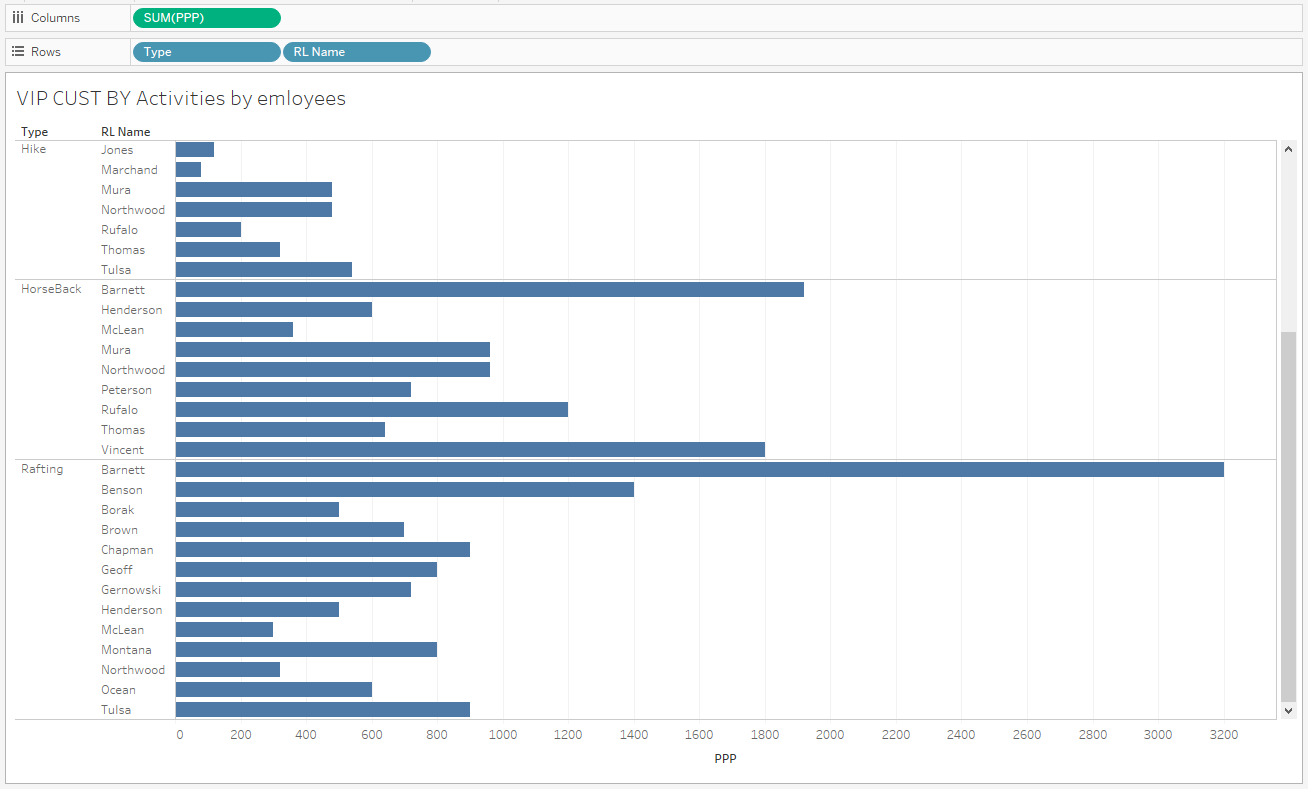 Columns SUM(PPP)
Rows Type RL Name
VIP CUST BY Activities by emloyees
Type RL Name
Hike Jones
Marchand
Mura
Northwood
Rufalo
Thomas
Tulsa
HorseBack Barnett
Henderson
McLean
Mura
Northwood
Peterson
Rufalo
Thomas
Vincent
Rafting Barnett
Benson
Borak
Brown
Chapman
Geoff
Gernowski
Henderson
McLean
Montana
Northwood
Ocean
Tulsa
0 200 400 600 800 1000 1200 1400 1600 1800 2000 2200 2400 2600 2800 3000 3200
PPP